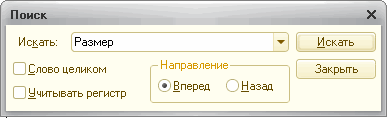 Поиск
Искать: Размер Искать
Направление Закрыть
Слово целиком
Вперед Назад
Учитывать регистр